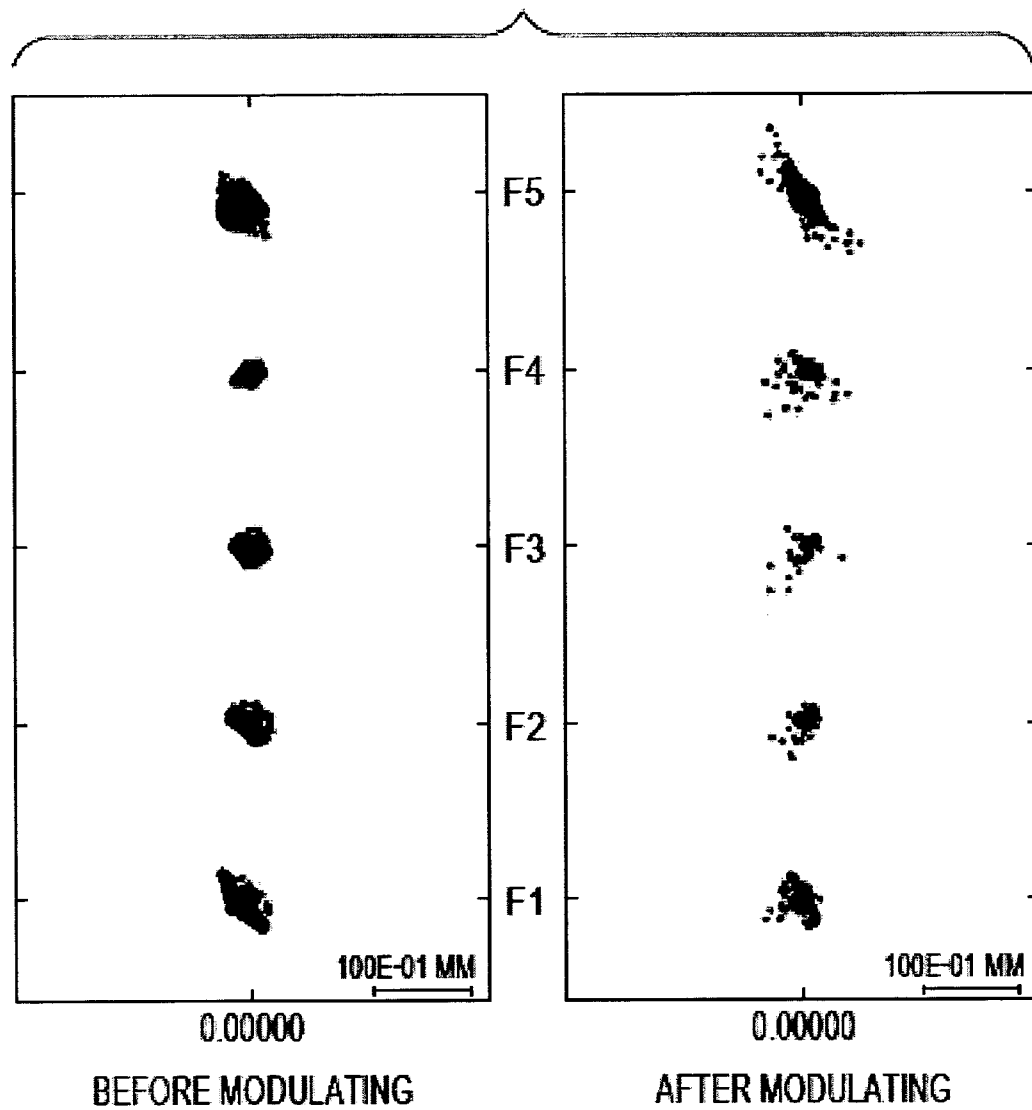 F5
F4
F3
F2
F1
100E-01 MM
100E-01 MM
0.00000
0.00000
BEFORE MODULATING
AFTER MODULATING